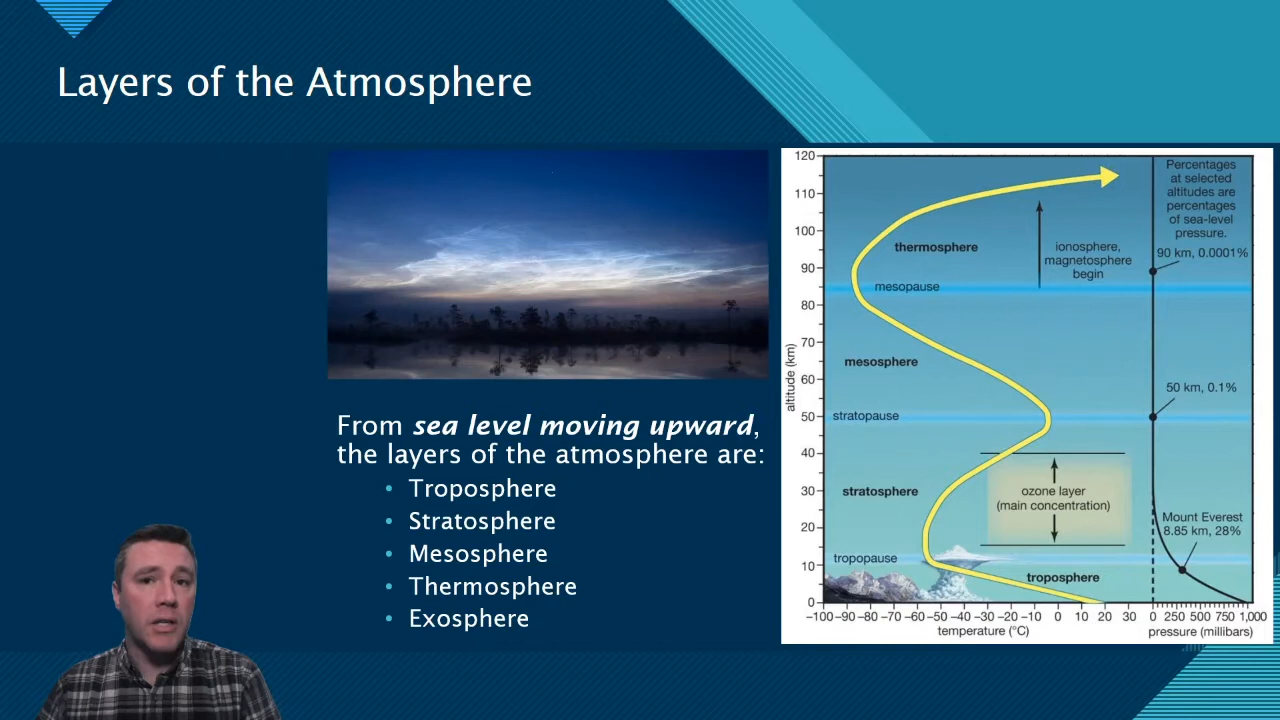 Layers of the Atmosphere
From sea level moving upward,
the layers of the atmosphere are:
• Troposphere
• Stratosphere
• Mesosphere
• Thermosphere
• Exosphere
120
110
100
90
80
70
60
50
40
30
20
10
0
altitude (km)
thermosphere
mesopause
mesosphere
stratopause
stratosphere
tropopause
troposphere
ionosphere,
magnetosphere
begin
ozone layer
(main concentration)
Percentages
at selected
altitudes are
percentages
of sea-level
pressure.
90 km, 0.0001%
50 km, 0.1%
Mount Everest
8.85 km, 28%
−100 −90 −80 −70 −60 −50 −40 −30 −20 −10 0 10 20 30
temperature (°C)
0 250 500 750 1,000
pressure (millibars)